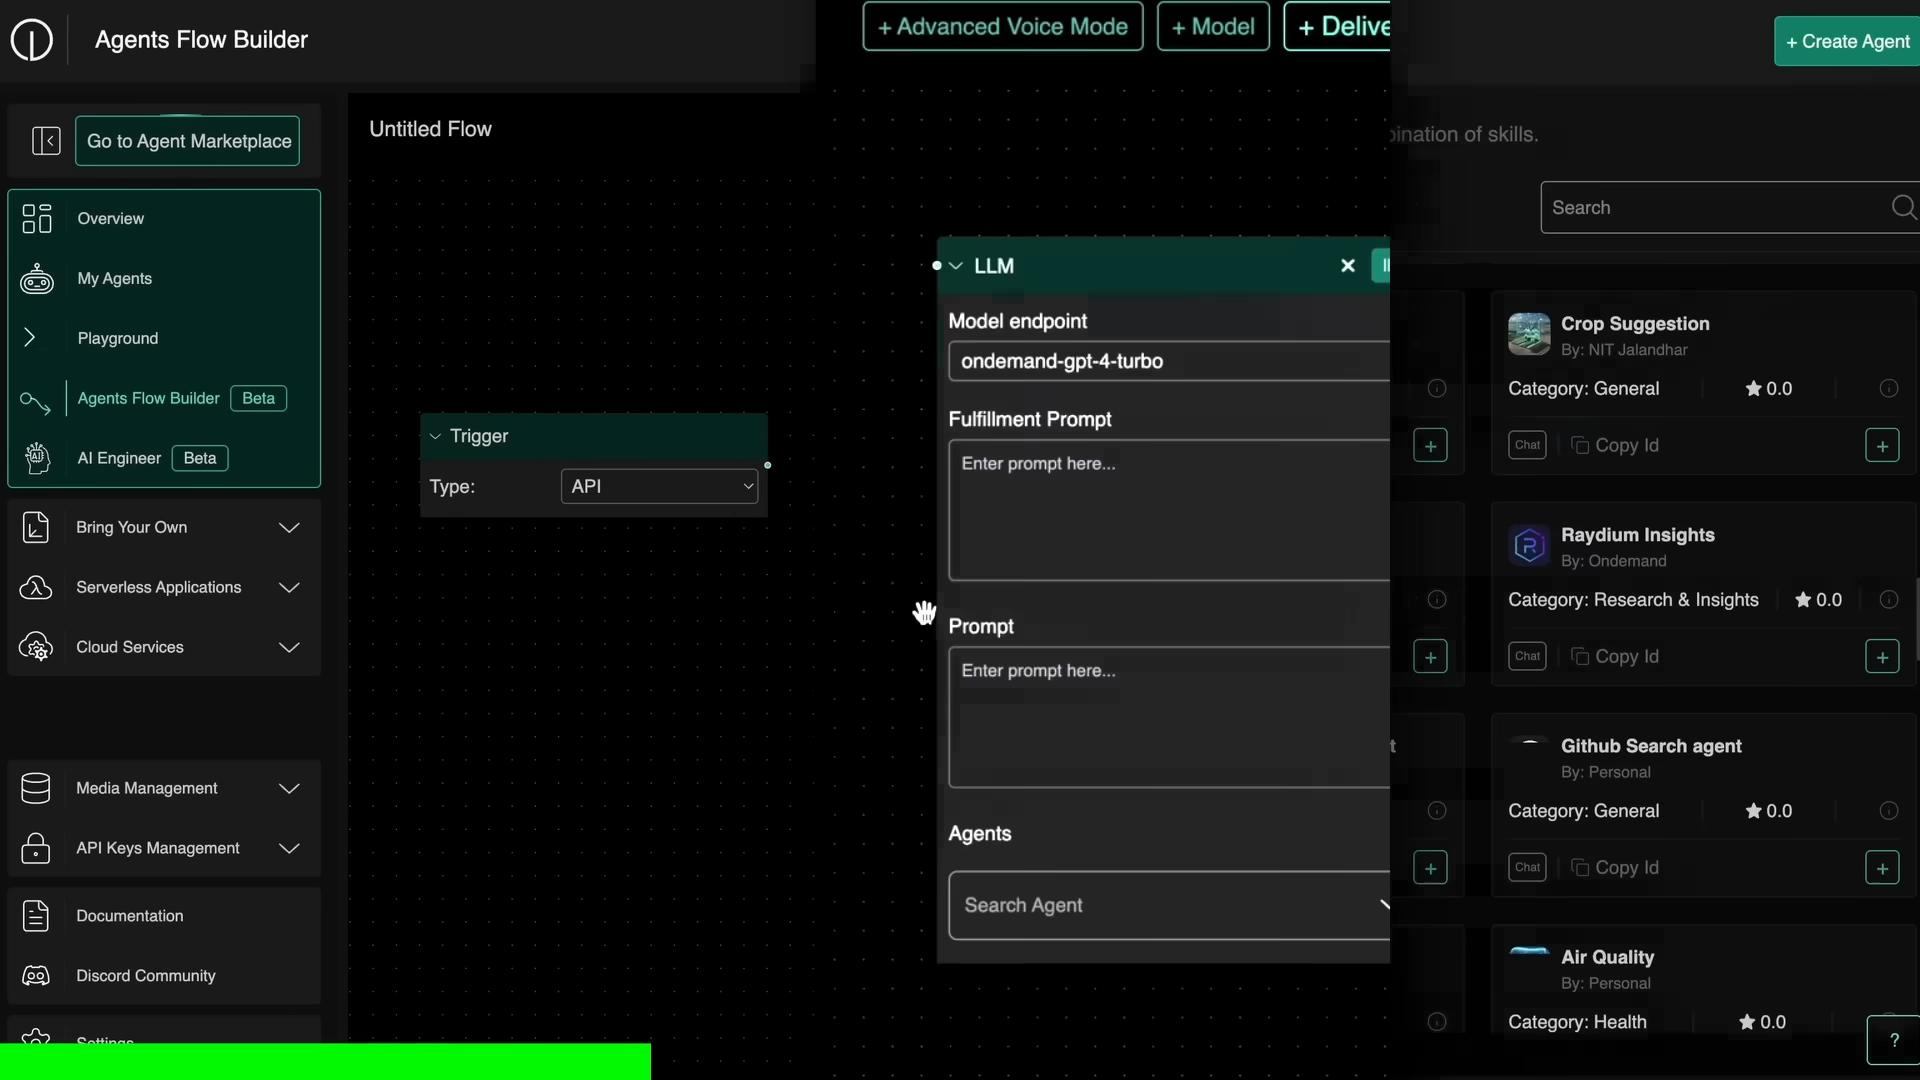 Agents Flow Builder
+ Advanced Voice Mode
+ Model
+ Delive
+ Create Agent
Go to Agent Marketplace
Overview
My Agents
Playground
Agents Flow Builder Beta
AI Engineer Beta
Bring Your Own
Serverless Applications
Cloud Services
Media Management
API Keys Management
Documentation
Discord Community
Settings
Untitled Flow
Trigger
Type: API
LLM
Model endpoint
ondemand-gpt-4-turbo
Fulfillment Prompt
Enter prompt here...
Prompt
Enter prompt here...
Agents
Search Agent
bination of skills.
Search
Crop Suggestion
By: NIT Jalandhar
Category: General 0.0
Chat Copy Id +
Raydium Insights
By: Ondemand
Category: Research & Insights 0.0
Chat Copy Id +
t
Github Search agent
By: Personal
Category: General 0.0
Chat Copy Id +
Air Quality
By: Personal
Category: Health 0.0
?